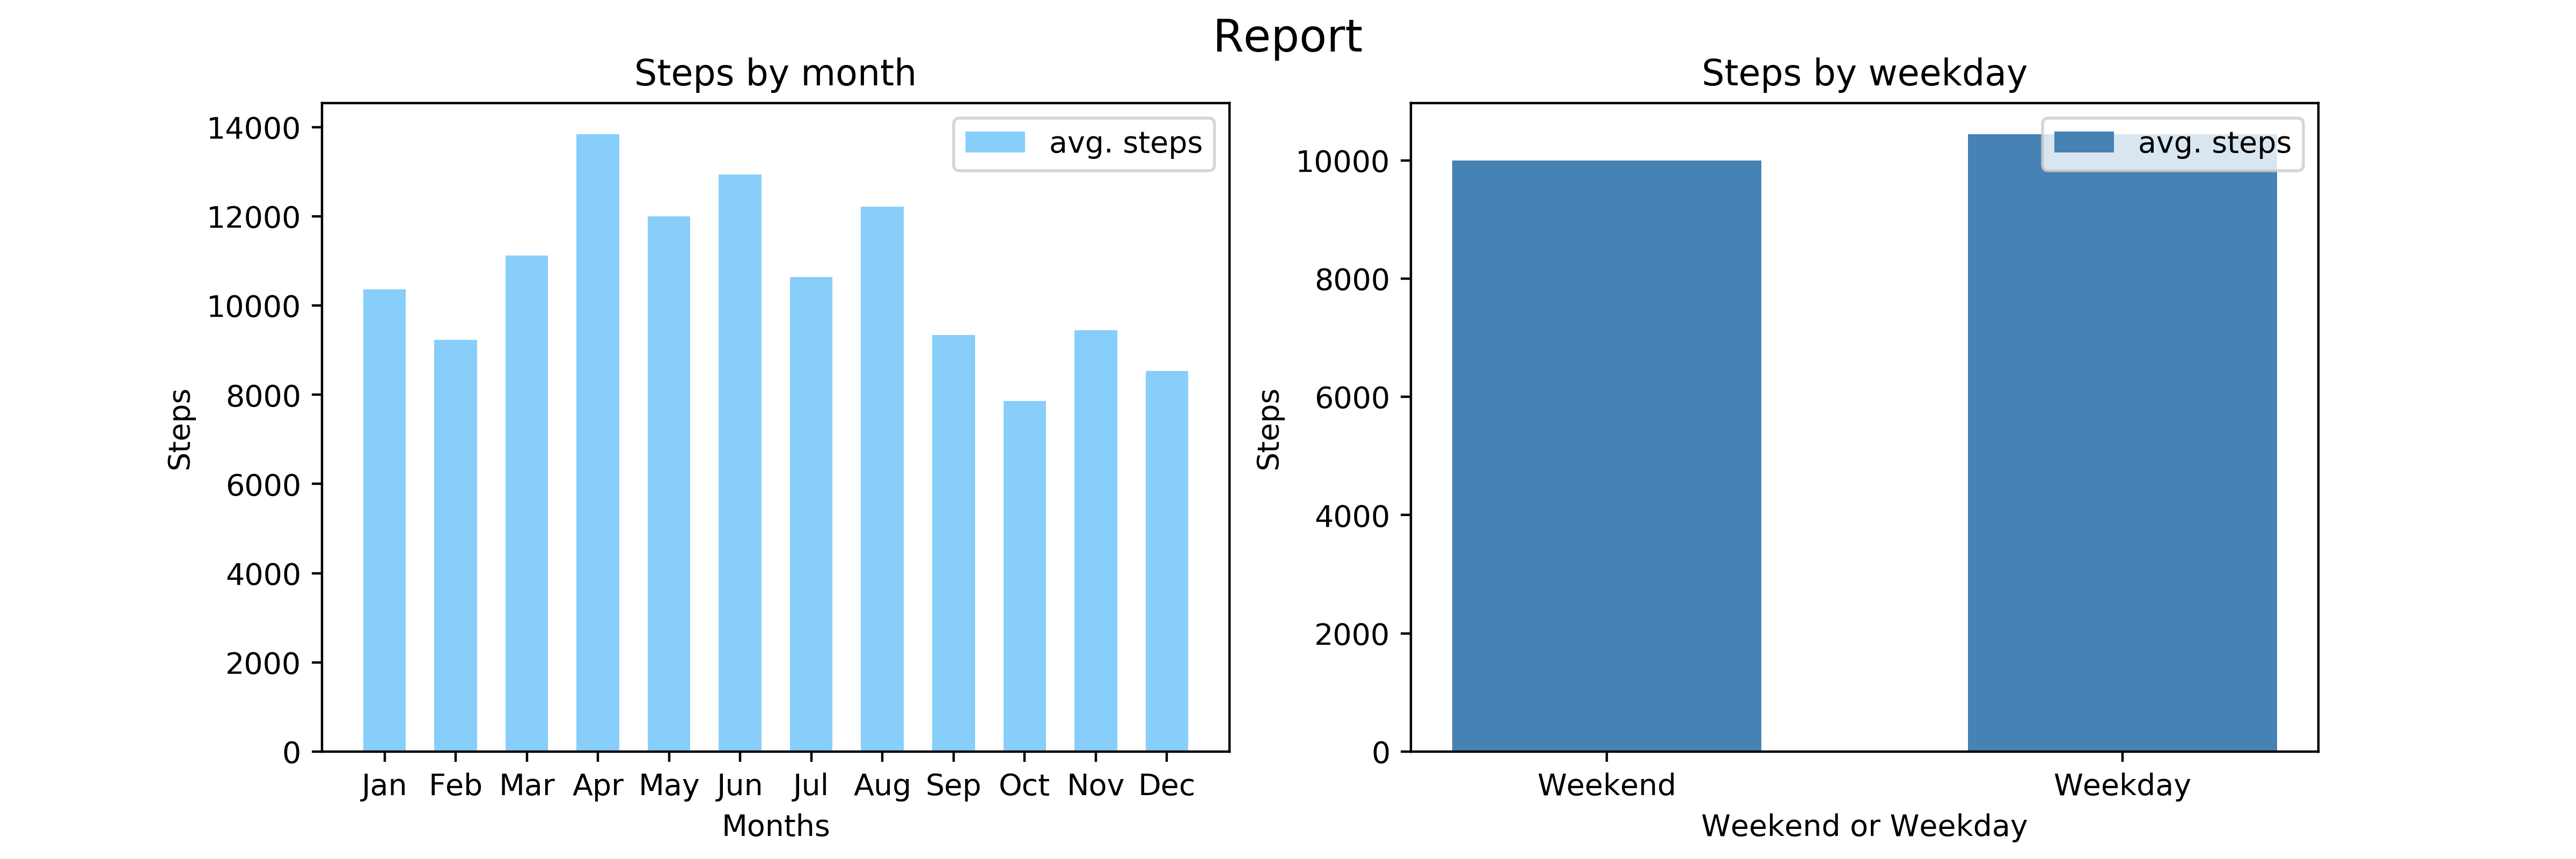 Report
Steps by month
avg. steps
14000
12000
10000
8000
6000
4000
2000
0
Steps
Jan Feb Mar Apr May Jun Jul Aug Sep Oct Nov Dec
Months
Steps by weekday
avg. steps
10000
8000
6000
4000
2000
0
Steps
Weekend Weekday
Weekend or Weekday